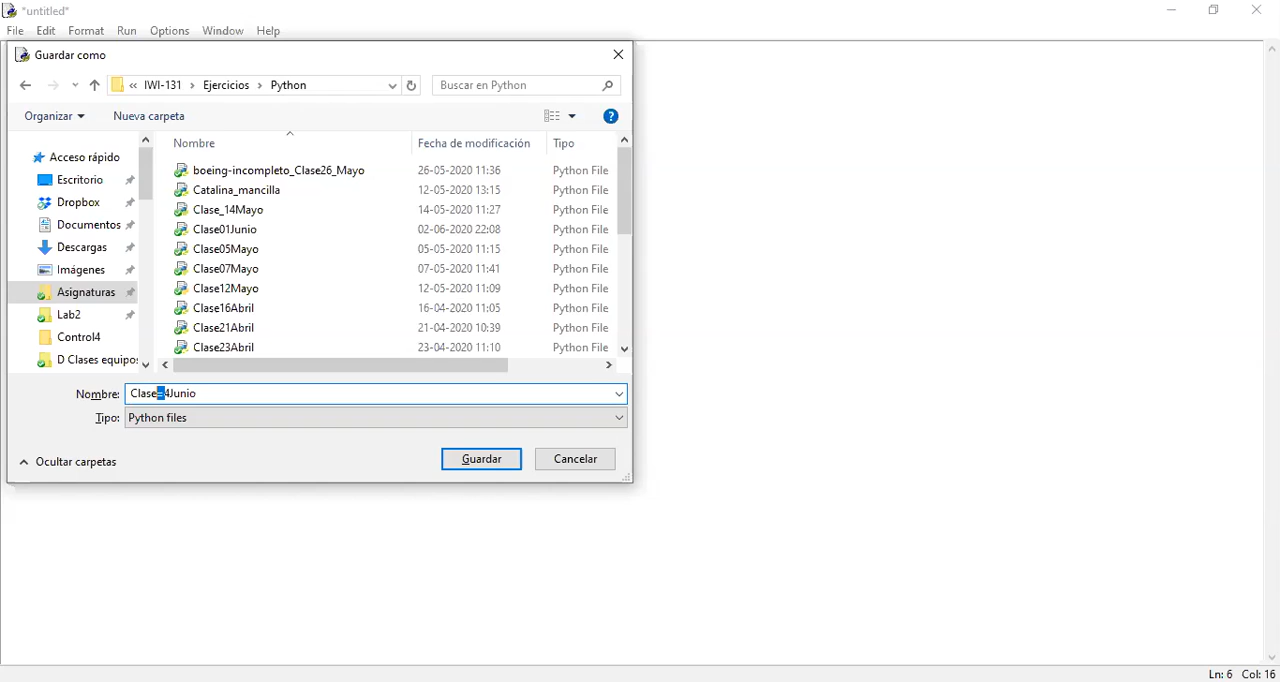 *untitled*
File Edit Format Run Options Window Help
Guardar como
« IWI-131 › Ejercicios › Python
Buscar en Python
Organizar Nueva carpeta
Nombre Fecha de modificación Tipo
Acceso rápido
Escritorio
Dropbox
Documentos
Descargas
Imágenes
Asignaturas
Lab2
Control4
D Clases equipos
boeing-incompleto_Clase26_Mayo 26-05-2020 11:36 Python File
Catalina_mancilla 12-05-2020 13:15 Python File
Clase_14Mayo 14-05-2020 11:27 Python File
Clase01Junio 02-06-2020 22:08 Python File
Clase05Mayo 05-05-2020 11:15 Python File
Clase07Mayo 07-05-2020 11:41 Python File
Clase12Mayo 12-05-2020 11:09 Python File
Clase16Abril 16-04-2020 11:05 Python File
Clase21Abril 21-04-2020 10:39 Python File
Clase23Abril 23-04-2020 11:10 Python File
Nombre: Clase=4Junio
Tipo: Python files
Ocultar carpetas
Guardar Cancelar
Ln: 6 Col: 16